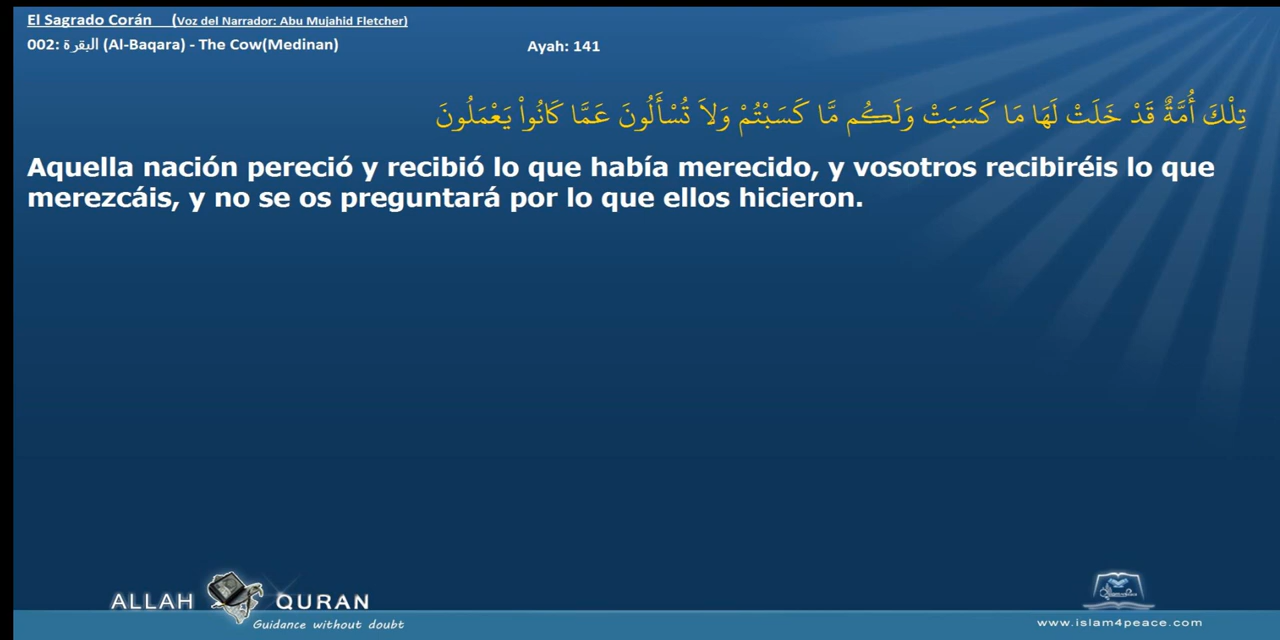 El Sagrado Corán (Voz del Narrador: Abu Mujahid Fletcher)
002: البقرة (Al-Baqara) - The Cow(Medinan)
Ayah: 141
تِلْكَ أُمَّةٌ قَدْ خَلَتْ لَهَا مَا كَسَبَتْ وَلَكُم مَّا كَسَبْتُمْ وَلاَ تُسْأَلُونَ عَمَّا كَانُواْ يَعْمَلُونَ
Aquella nación pereció y recibió lo que había merecido, y vosotros recibiréis lo que
merezcáis, y no se os preguntará por lo que ellos hicieron.
ALLAH QURAN
Guidance without doubt
www.islam4peace.com